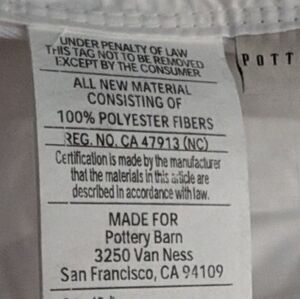 UNDER PENALTY OF LAW
THIS TAG NOT TO BE REMOVED
EXCEPT BY THE CONSUMER
POTT
ALL NEW MATERIAL
CONSISTING OF
100% POLYESTER FIBERS
REG. NO. CA 47913 (NC)
Certification is made by the manufacturer
that the materials in this article are
described in accordance with law.
MADE FOR
Pottery Barn
3250 Van Ness
San Francisco, CA 94109